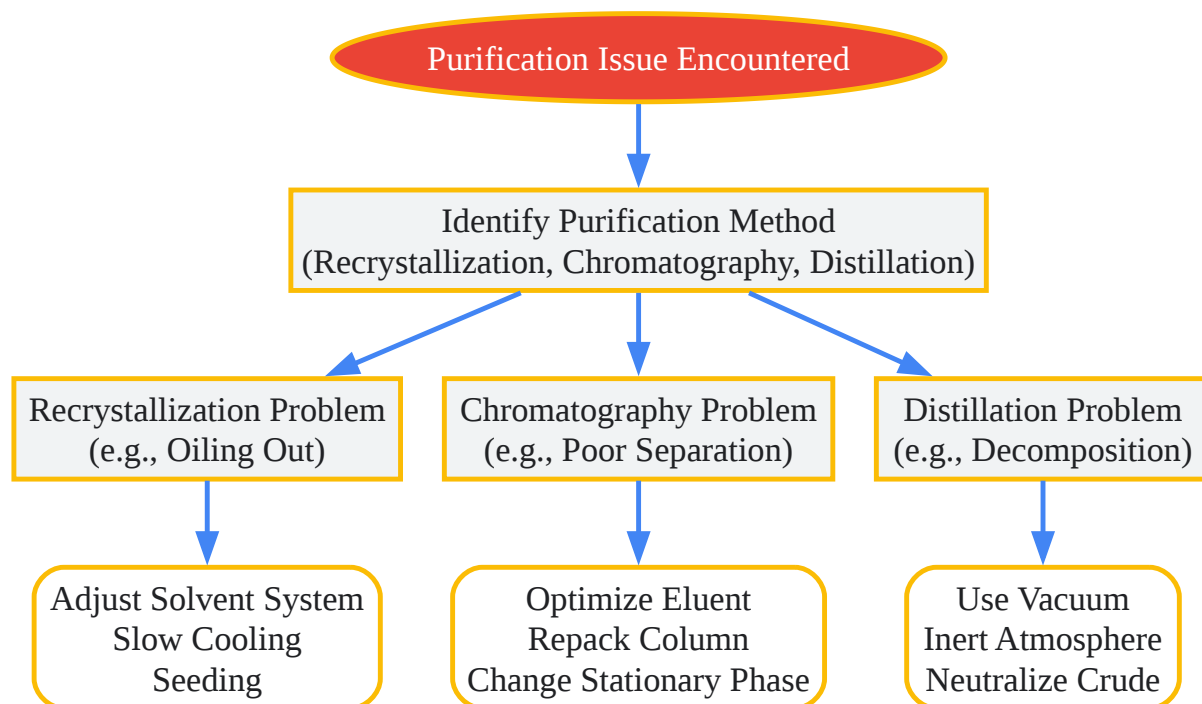 Purification Issue Encountered
Identify Purification Method
(Recrystallization, Chromatography, Distillation)
Recrystallization Problem
(e.g., Oiling Out)
Chromatography Problem
(e.g., Poor Separation)
Distillation Problem
(e.g., Decomposition)
Adjust Solvent System
Slow Cooling
Seeding
Optimize Eluent
Repack Column
Change Stationary Phase
Use Vacuum
Inert Atmosphere
Neutralize Crude